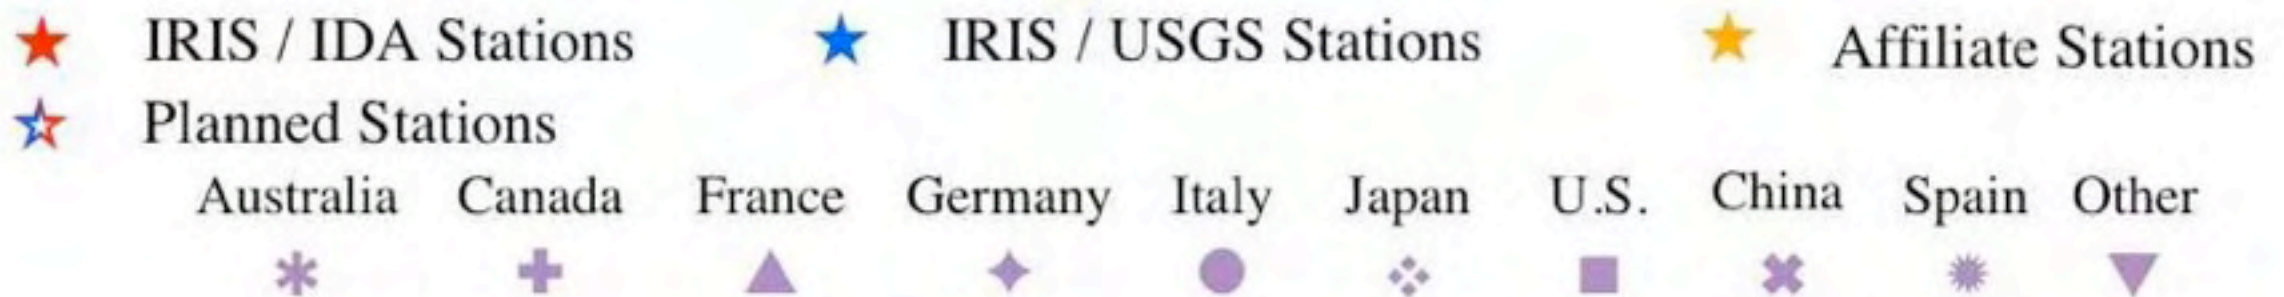 IRIS / IDA Stations IRIS / USGS Stations Affiliate Stations
Planned Stations
Australia Canada France Germany Italy Japan U.S. China Spain Other